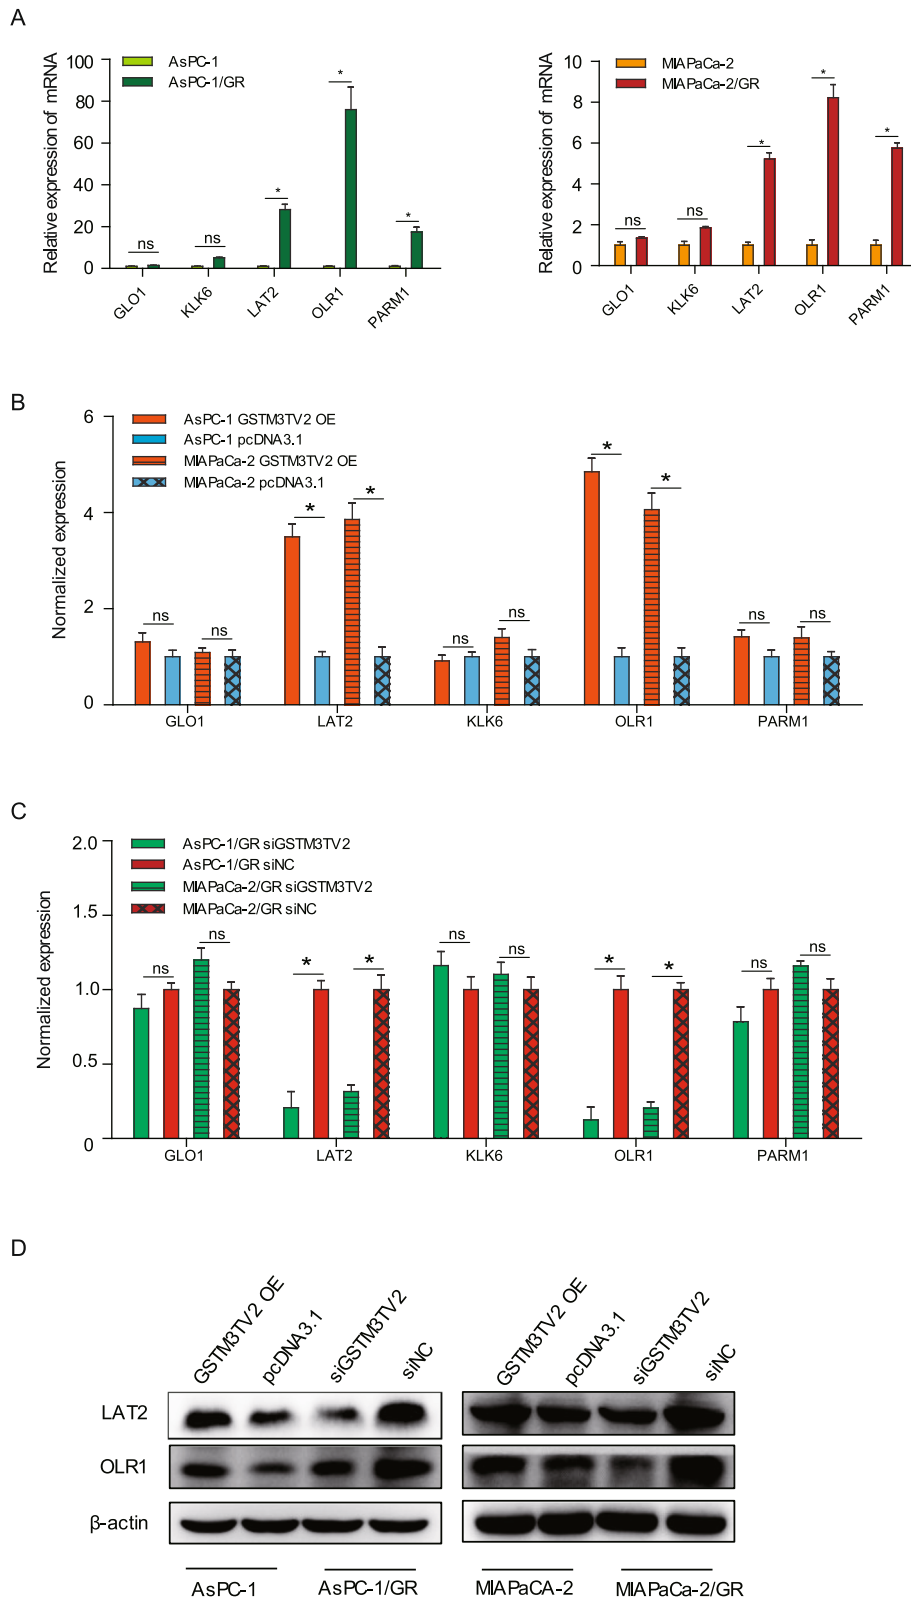 A
AsPC-1
AsPC-1/GR
Relative expression of mRNA
100
80
60
40
20
0
ns
ns
*
*
*
GLO1
KLK6
LAT2
OLR1
PARM1
MIAPaCa-2
MIAPaCa-2/GR
Relative expression of mRNA
10
8
6
4
2
0
ns
ns
*
*
*
GLO1
KLK6
LAT2
OLR1
PARM1
B
AsPC-1 GSTM3TV2 OE
AsPC-1 pcDNA3.1
MIAPaCa-2 GSTM3TV2 OE
MIAPaCa-2 pcDNA3.1
Normalized expression
6
4
2
0
ns
ns
*
*
ns
ns
*
*
ns
ns
GLO1
LAT2
KLK6
OLR1
PARM1
C
AsPC-1/GR siGSTM3TV2
AsPC-1/GR siNC
MIAPaCa-2/GR siGSTM3TV2
MIAPaCa-2/GR siNC
Normalized expression
2.0
1.5
1.0
0.5
0
ns
ns
*
*
ns
ns
*
*
ns
ns
GLO1
LAT2
KLK6
OLR1
PARM1
D
GSTM3TV2 OE
pcDNA3.1
siGSTM3TV2
siNC
GSTM3TV2 OE
pcDNA3.1
siGSTM3TV2
siNC
LAT2
OLR1
β-actin
AsPC-1
AsPC-1/GR
MIAPaCA-2
MIAPaCa-2/GR